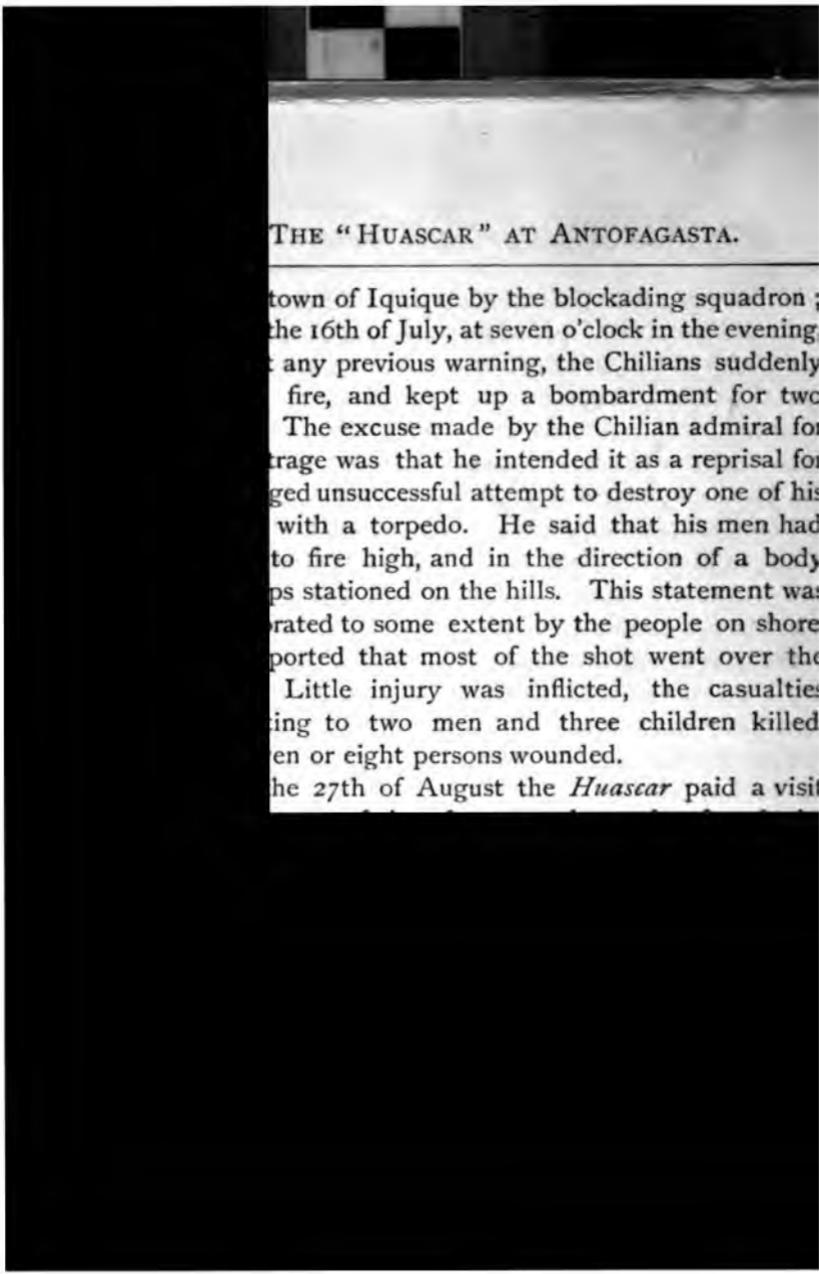 THE "HUASCAR" AT ANTOFAGASTA.
town of Iquique by the blockading squadron ;
the 16th of July, at seven o'clock in the evening,
any previous warning, the Chilians suddenly
fire, and kept up a bombardment for two
The excuse made by the Chilian admiral for
trage was that he intended it as a reprisal for
ged unsuccessful attempt to destroy one of his
with a torpedo. He said that his men had
to fire high, and in the direction of a body
ps stationed on the hills. This statement was
rated to some extent by the people on shore
ported that most of the shot went over the
Little injury was inflicted, the casualties
ing to two men and three children killed
en or eight persons wounded.
he 27th of August the Huascar paid a visit